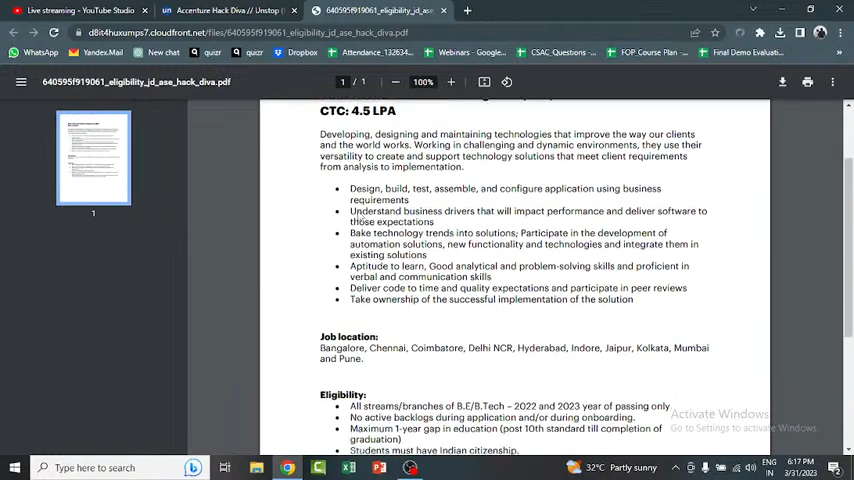 Live streaming - YouTube Studio
Accenture Hack Diva // Unstop (
640595f919061_eligibility_jd_ase
d8it4huxumps7.cloudfront.net/files/640595f919061_eligibility_jd_ase_hack_diva.pdf
WhatsApp
Yandex.Mail
New chat
quizr
quizr
Dropbox
Attendance_132634...
Webinars - Google...
CSAC_Questions -...
FOP_Course Plan -...
Final Demo Evaluati...
640595f919061_eligibility_jd_ase_hack_diva.pdf
1 / 1
100%
CTC: 4.5 LPA
Developing, designing and maintaining technologies that improve the way our clients
and the world works. Working in challenging and dynamic environments, they use their
versatility to create and support technology solutions that meet client requirements
from analysis to implementation.
• Design, build, test, assemble, and configure application using business
requirements
• Understand business drivers that will impact performance and deliver software to
those expectations
• Bake technology trends into solutions; Participate in the development of
automation solutions, new functionality and technologies and integrate them in
existing solutions
• Aptitude to learn, Good analytical and problem-solving skills and proficient in
verbal and communication skills
• Deliver code to time and quality expectations and participate in peer reviews
• Take ownership of the successful implementation of the solution
1
Job location:
Bangalore, Chennai, Coimbatore, Delhi NCR, Hyderabad, Indore, Jaipur, Kolkata, Mumbai
and Pune.
Eligibility:
• All streams/branches of B.E/B.Tech – 2022 and 2023 year of passing only
• No active backlogs during application and/or during onboarding.
• Maximum 1-year gap in education (post 10th standard till completion of
graduation)
• Students must have Indian citizenship.
Activate Windows
Go to Settings to activate Windows.
Type here to search
32°C Partly sunny
ENG
IN
6:17 PM
3/31/2023
2